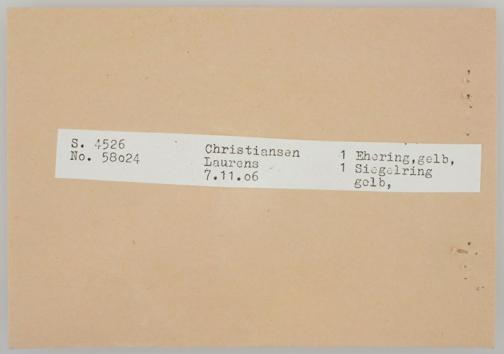 S. 4526
No. 58024
Christiansen
Laurens
7.11.06
1 Ehering,gelb,
1 Siegelring
gelb,